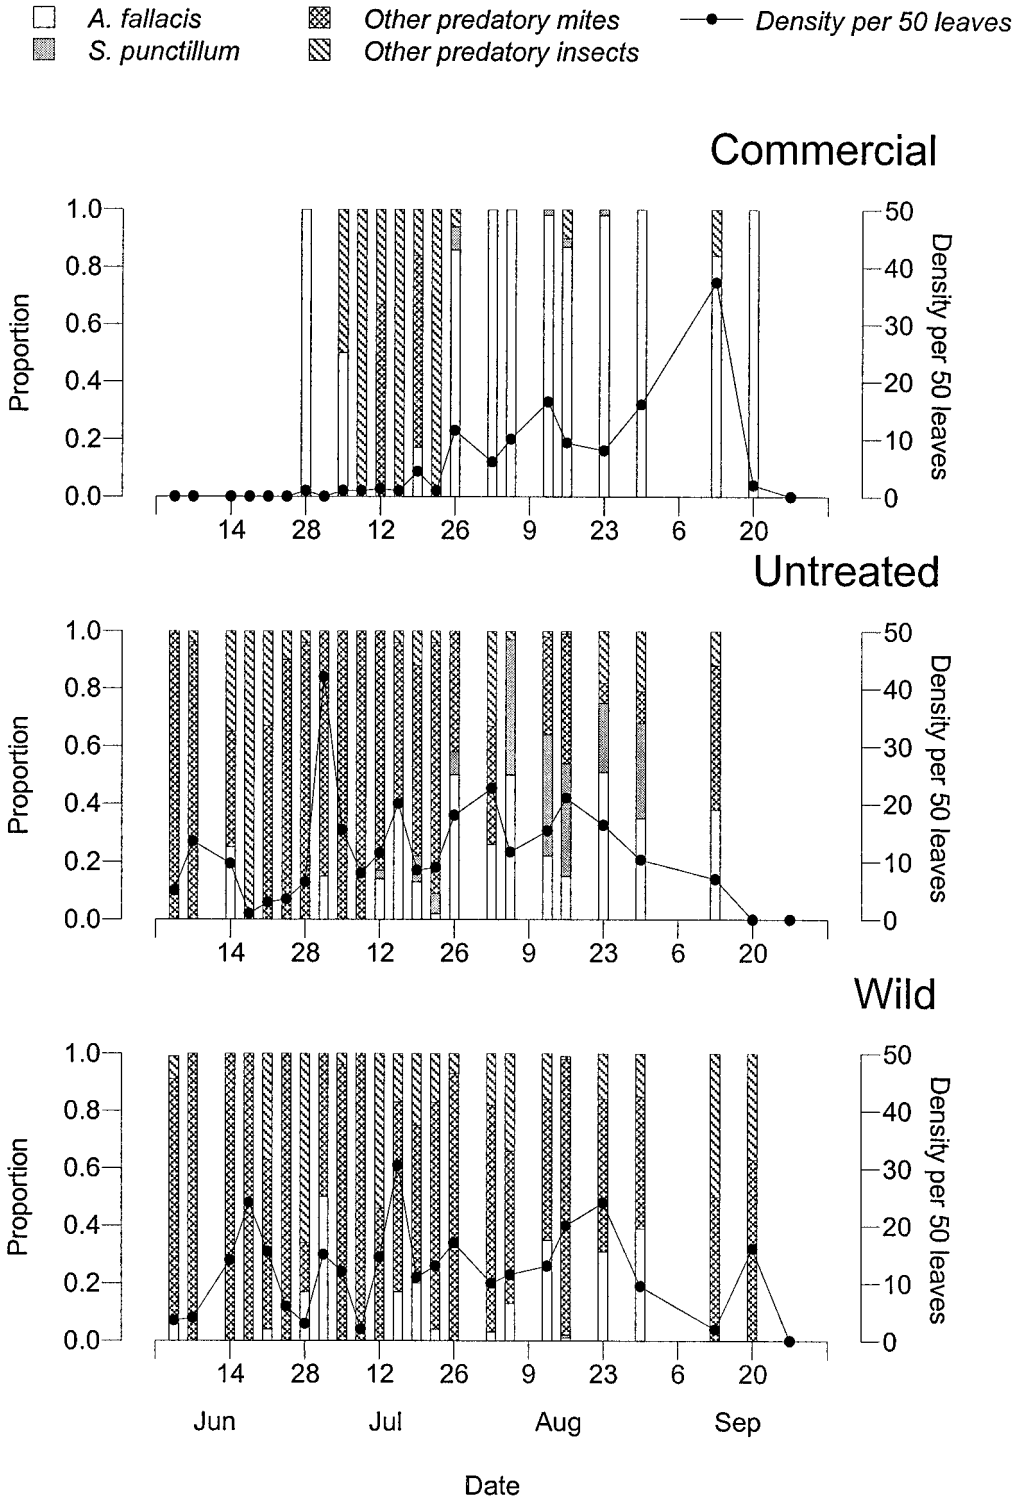 A. fallacis Other predatory mites Density per 50 leaves
S. punctillum Other predatory insects
Commercial
1.0 50
0.8 40
0.6 30
0.4 20
0.2 10
0.0 0
Proportion
Density per 50 leaves
14 28 12 26 9 23 6 20
Untreated
1.0 50
0.8 40
0.6 30
0.4 20
0.2 10
0.0 0
Proportion
Density per 50 leaves
14 28 12 26 9 23 6 20
Wild
1.0 50
0.8 40
0.6 30
0.4 20
0.2 10
0.0 0
Proportion
Density per 50 leaves
14 28 12 26 9 23 6 20
Jun Jul Aug Sep
Date